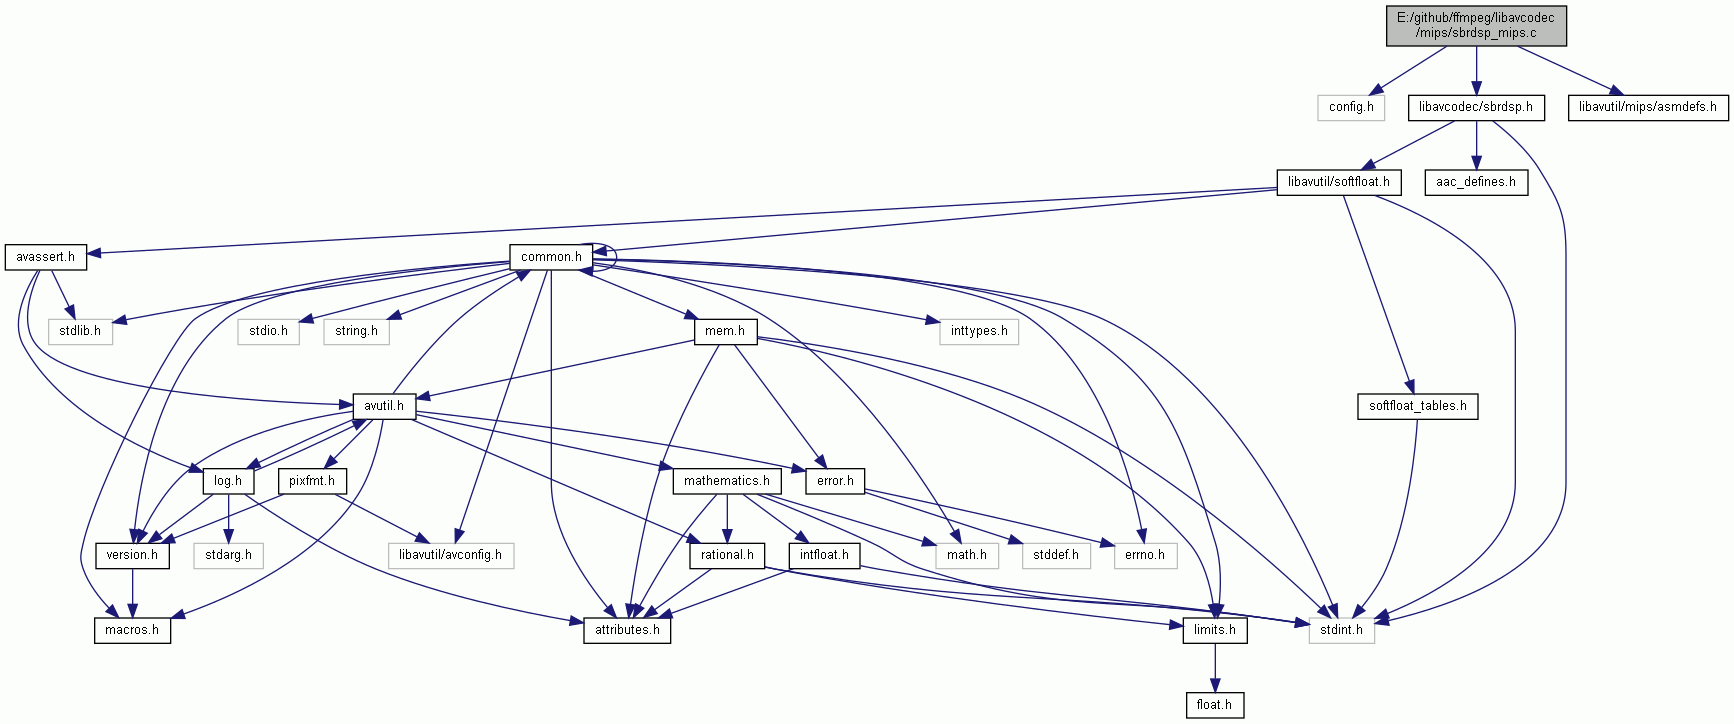 E:/github/ffmpeg/libavcodec
/mips/sbrdsp_mips.c
config.h
libavcodec/sbrdsp.h
libavutil/mips/asmdefs.h
libavutil/softfloat.h
aac_defines.h
avassert.h
common.h
stdlib.h
stdio.h
string.h
mem.h
inttypes.h
avutil.h
softfloat_tables.h
log.h
pixfmt.h
mathematics.h
error.h
version.h
stdarg.h
libavutil/avconfig.h
rational.h
intfloat.h
math.h
stddef.h
errno.h
macros.h
attributes.h
limits.h
stdint.h
float.h